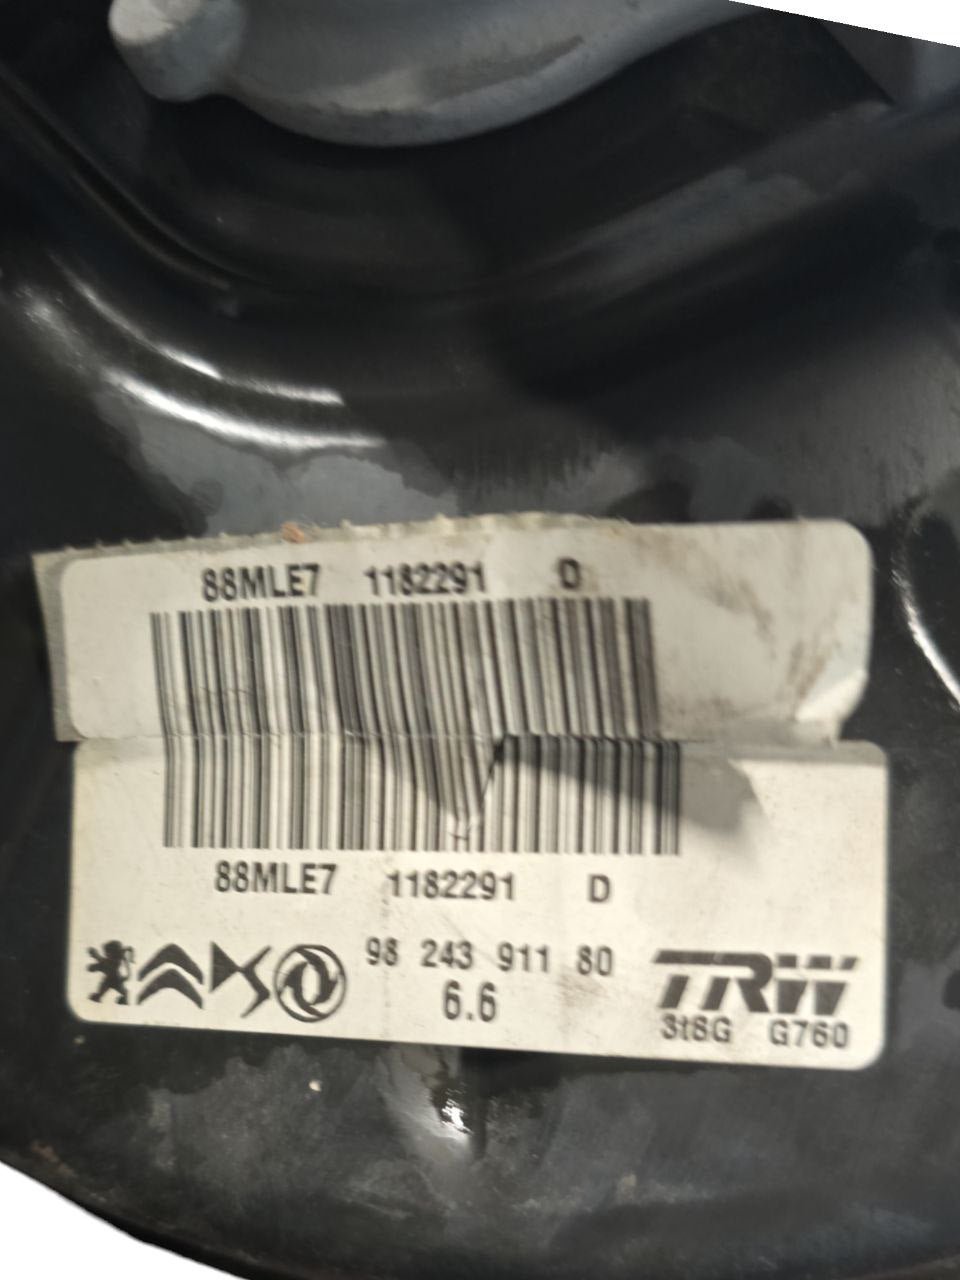 88MLE7 1182291 D
88MLE7 1182291 D
98 243 911 80
6.6
TRW
3t8G G760